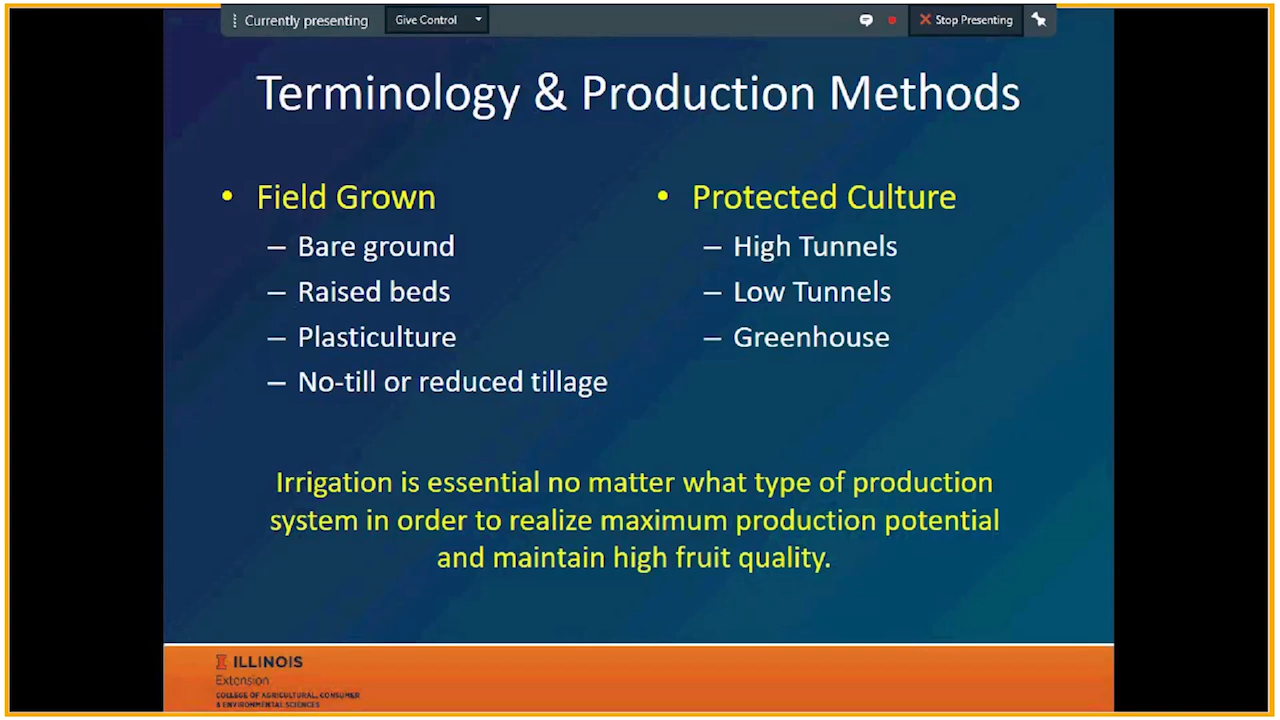 Currently presenting
Give Control
Stop Presenting
Terminology & Production Methods
• Field Grown
– Bare ground
– Raised beds
– Plasticulture
– No-till or reduced tillage
• Protected Culture
– High Tunnels
– Low Tunnels
– Greenhouse
Irrigation is essential no matter what type of production
system in order to realize maximum production potential
and maintain high fruit quality.
I ILLINOIS
Extension
COLLEGE OF AGRICULTURAL, CONSUMER
& ENVIRONMENTAL SCIENCES